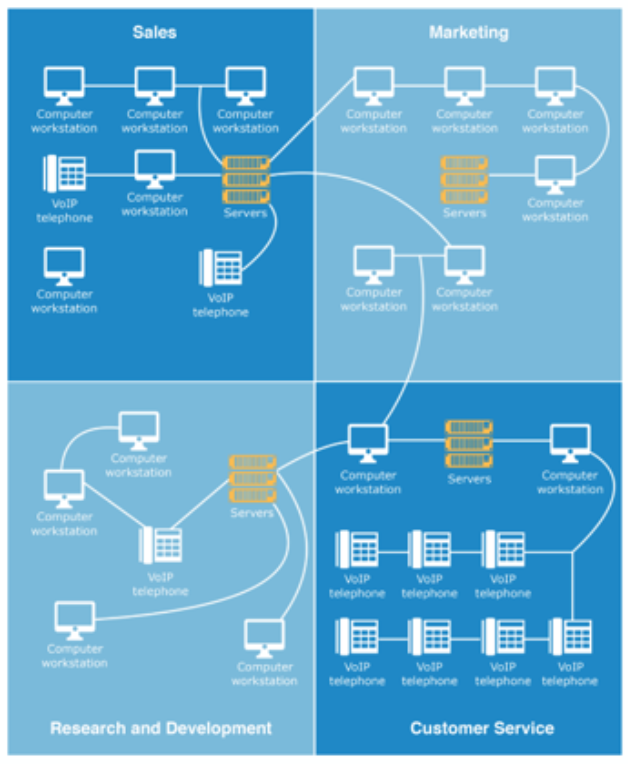 Sales
Computer
workstation
Computer
workstation
Computer
workstation
VoIP
telephone
Computer
workstation
Servers
Computer
workstation
VoIP
telephone
Marketing
Computer
workstation
Computer
workstation
Computer
workstation
Servers
Computer
workstation
Computer
workstation
Computer
workstation
Computer
workstation
Computer
workstation
Servers
VoIP
telephone
Computer
workstation
Computer
workstation
Research and Development
Computer
workstation
Servers
Computer
workstation
VoIP
telephone
VoIP
telephone
VoIP
telephone
VoIP
telephone
VoIP
telephone
VoIP
telephone
VoIP
telephone
Customer Service